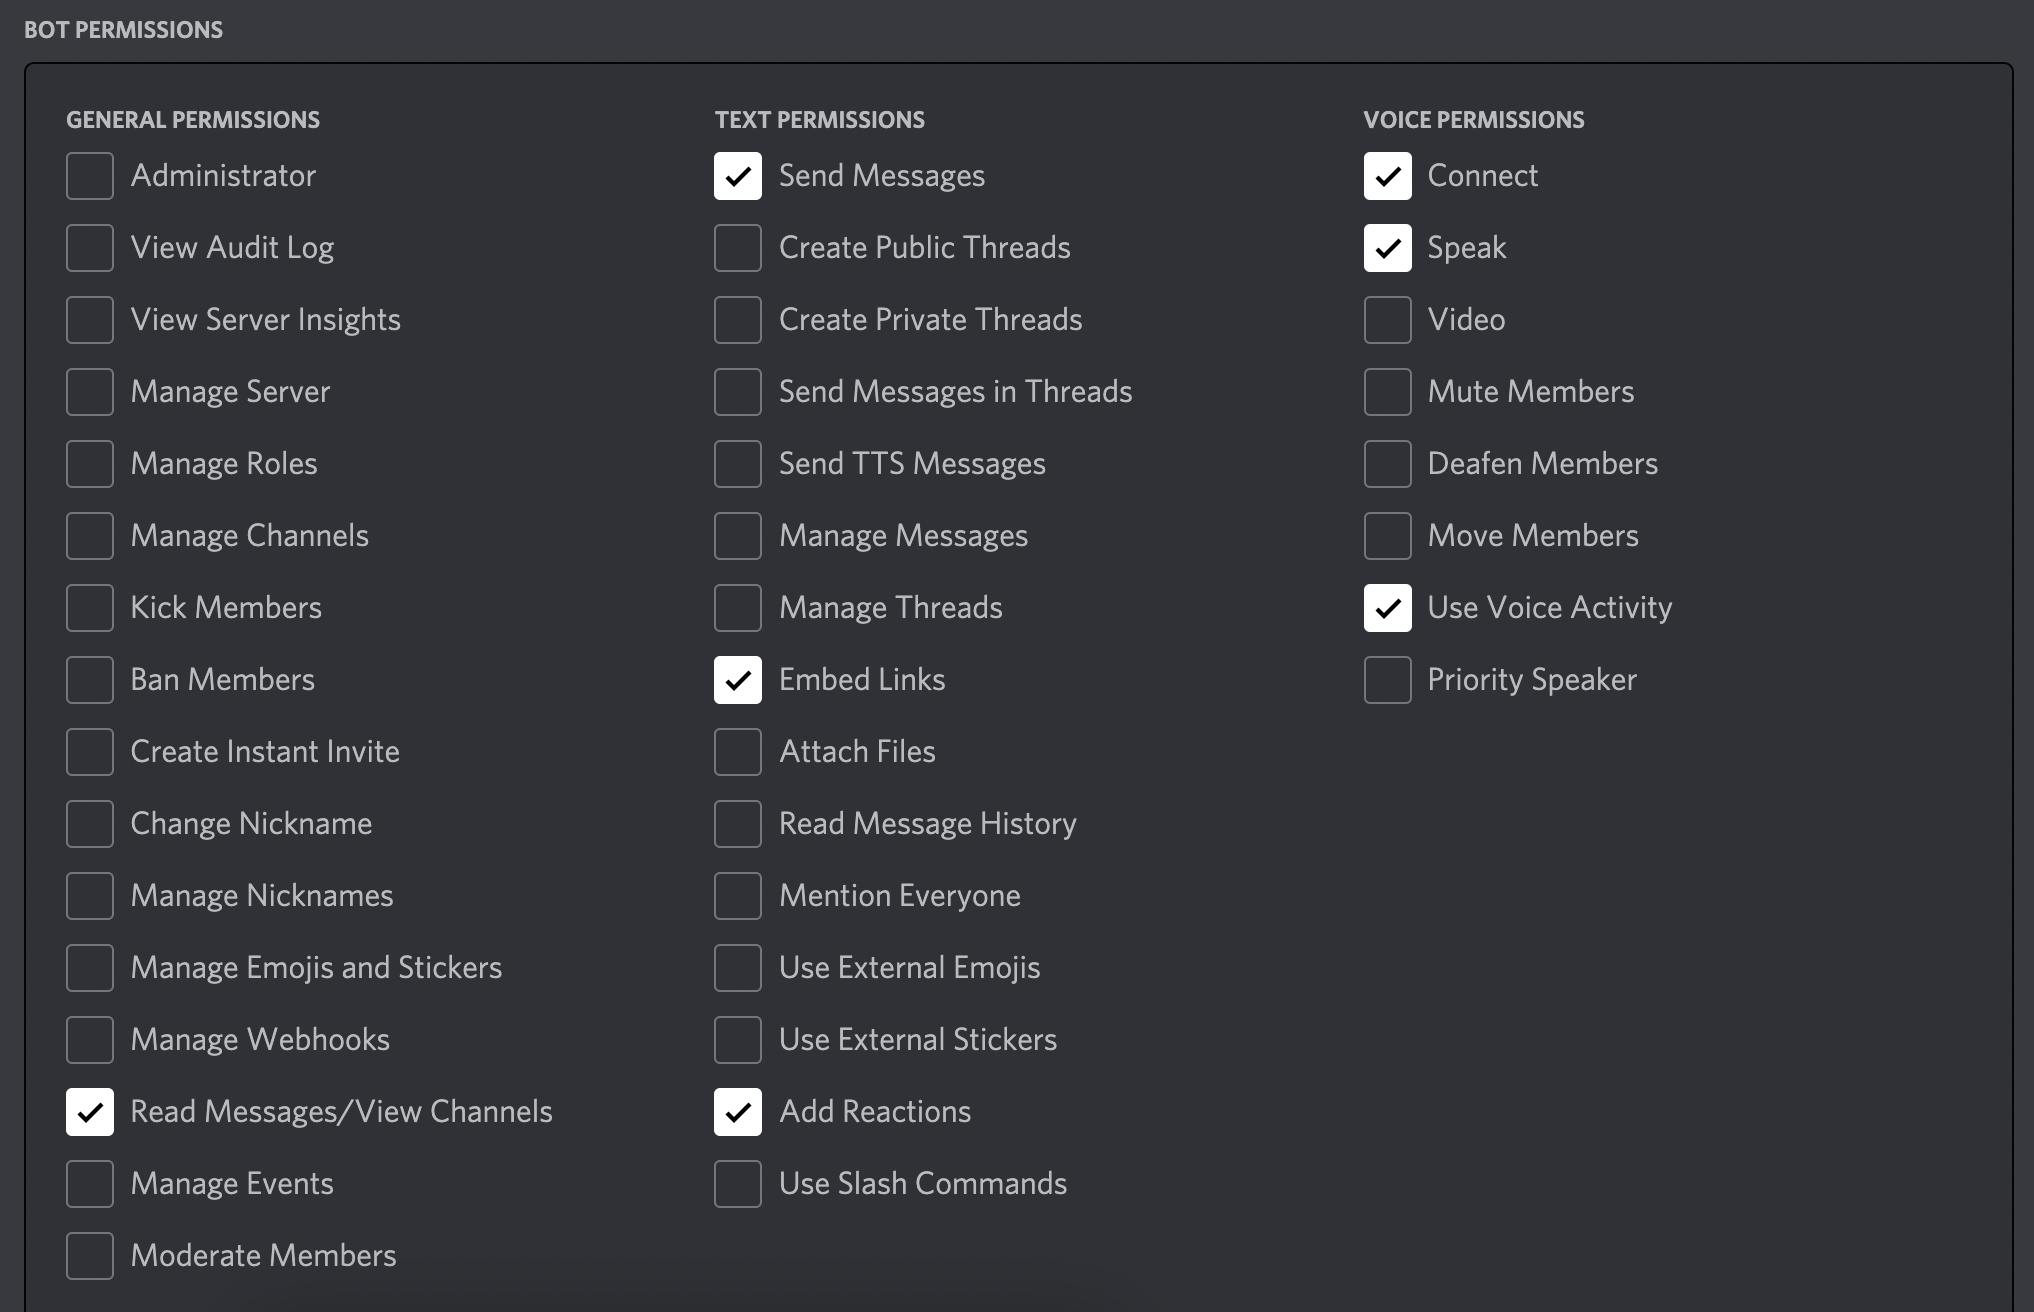 BOT PERMISSIONS
GENERAL PERMISSIONS
Administrator
View Audit Log
View Server Insights
Manage Server
Manage Roles
Manage Channels
Kick Members
Ban Members
Create Instant Invite
Change Nickname
Manage Nicknames
Manage Emojis and Stickers
Manage Webhooks
Read Messages/View Channels
Manage Events
Moderate Members
TEXT PERMISSIONS
Send Messages
Create Public Threads
Create Private Threads
Send Messages in Threads
Send TTS Messages
Manage Messages
Manage Threads
Embed Links
Attach Files
Read Message History
Mention Everyone
Use External Emojis
Use External Stickers
Add Reactions
Use Slash Commands
VOICE PERMISSIONS
Connect
Speak
Video
Mute Members
Deafen Members
Move Members
Use Voice Activity
Priority Speaker